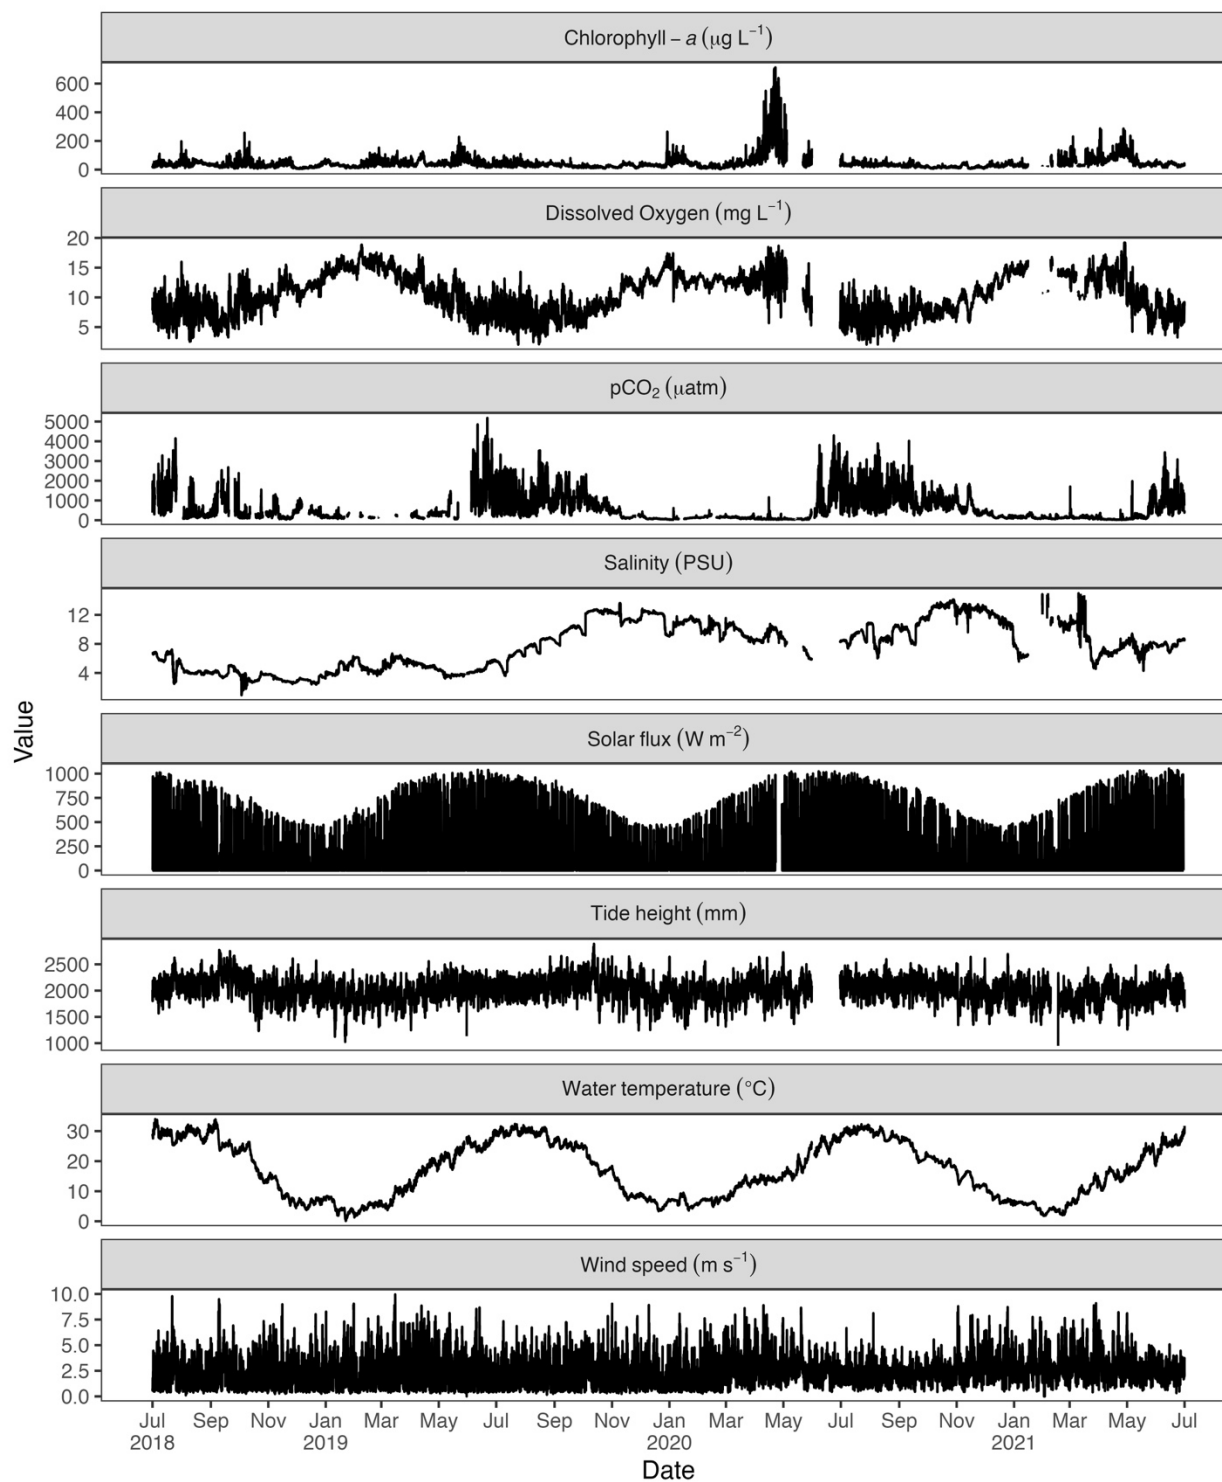 Chlorophyll – a (μg L⁻¹)
600
400
200
0
Dissolved Oxygen (mg L⁻¹)
20
15
10
5
pCO₂ (μatm)
5000
4000
3000
2000
1000
0
Salinity (PSU)
12
8
4
Value
Solar flux (W m⁻²)
1000
750
500
250
0
Tide height (mm)
2500
2000
1500
1000
Water temperature (°C)
30
20
10
0
Wind speed (m s⁻¹)
10.0
7.5
5.0
2.5
0.0
Jul Sep Nov Jan Mar May Jul Sep Nov Jan Mar May Jul Sep Nov Jan Mar May Jul
2018 2019 2020 2021
Date